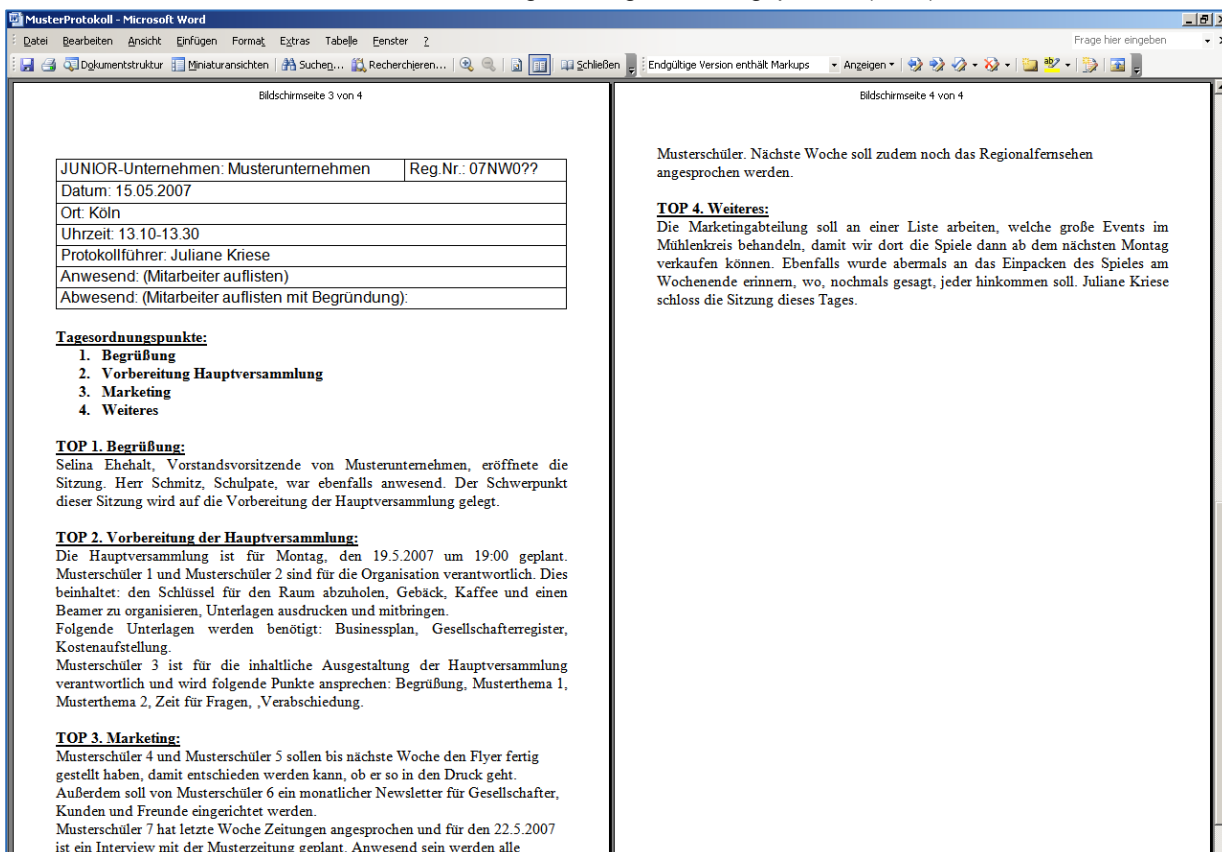 MusterProtokoll - Microsoft Word
Datei Bearbeiten Ansicht Einfügen Format Extras Tabelle Fenster ? Frage hier eingeben
Dokumentstruktur Miniaturansichten Suchen... Recherchieren... Schließen Endgültige Version enthält Markups Anzeigen
Bildschirmseite 3 von 4
JUNIOR-Unternehmen: Musterunternehmen Reg.Nr.: 07NW0??
Datum: 15.05.2007
Ort: Köln
Uhrzeit: 13.10-13.30
Protokollführer: Juliane Kriese
Anwesend: (Mitarbeiter auflisten)
Abwesend: (Mitarbeiter auflisten mit Begründung):
Tagesordnungspunkte:
1. Begrüßung
2. Vorbereitung Hauptversammlung
3. Marketing
4. Weiteres
TOP 1. Begrüßung:
Selina Ehehalt, Vorstandsvorsitzende von Musterunternehmen, eröffnete die
Sitzung. Herr Schmitz, Schulpate, war ebenfalls anwesend. Der Schwerpunkt
dieser Sitzung wird auf die Vorbereitung der Hauptversammlung gelegt.
TOP 2. Vorbereitung der Hauptversammlung:
Die Hauptversammlung ist für Montag, den 19.5.2007 um 19:00 geplant.
Musterschüler 1 und Musterschüler 2 sind für die Organisation verantwortlich. Dies
beinhaltet: den Schlüssel für den Raum abzuholen, Gebäck, Kaffee und einen
Beamer zu organisieren, Unterlagen ausdrucken und mitbringen.
Folgende Unterlagen werden benötigt: Businessplan, Gesellschafterregister,
Kostenaufstellung.
Musterschüler 3 ist für die inhaltliche Ausgestaltung der Hauptversammlung
verantwortlich und wird folgende Punkte ansprechen: Begrüßung, Musterthema 1,
Musterthema 2, Zeit für Fragen, ,Verabschiedung.
TOP 3. Marketing:
Musterschüler 4 und Musterschüler 5 sollen bis nächste Woche den Flyer fertig
gestellt haben, damit entschieden werden kann, ob er so in den Druck geht.
Außerdem soll von Musterschüler 6 ein monatlicher Newsletter für Gesellschafter,
Kunden und Freunde eingerichtet werden.
Musterschüler 7 hat letzte Woche Zeitungen angesprochen und für den 22.5.2007
ist ein Interview mit der Musterzeitung geplant. Anwesend sein werden alle
Bildschirmseite 4 von 4
Musterschüler. Nächste Woche soll zudem noch das Regionalfernsehen
angesprochen werden.
TOP 4. Weiteres:
Die Marketingabteilung soll an einer Liste arbeiten, welche große Events im
Mühlenkreis behandeln, damit wir dort die Spiele dann ab dem nächsten Montag
verkaufen können. Ebenfalls wurde abermals an das Einpacken des Spieles am
Wochenende erinnern, wo, nochmals gesagt, jeder hinkommen soll. Juliane Kriese
schloss die Sitzung dieses Tages.